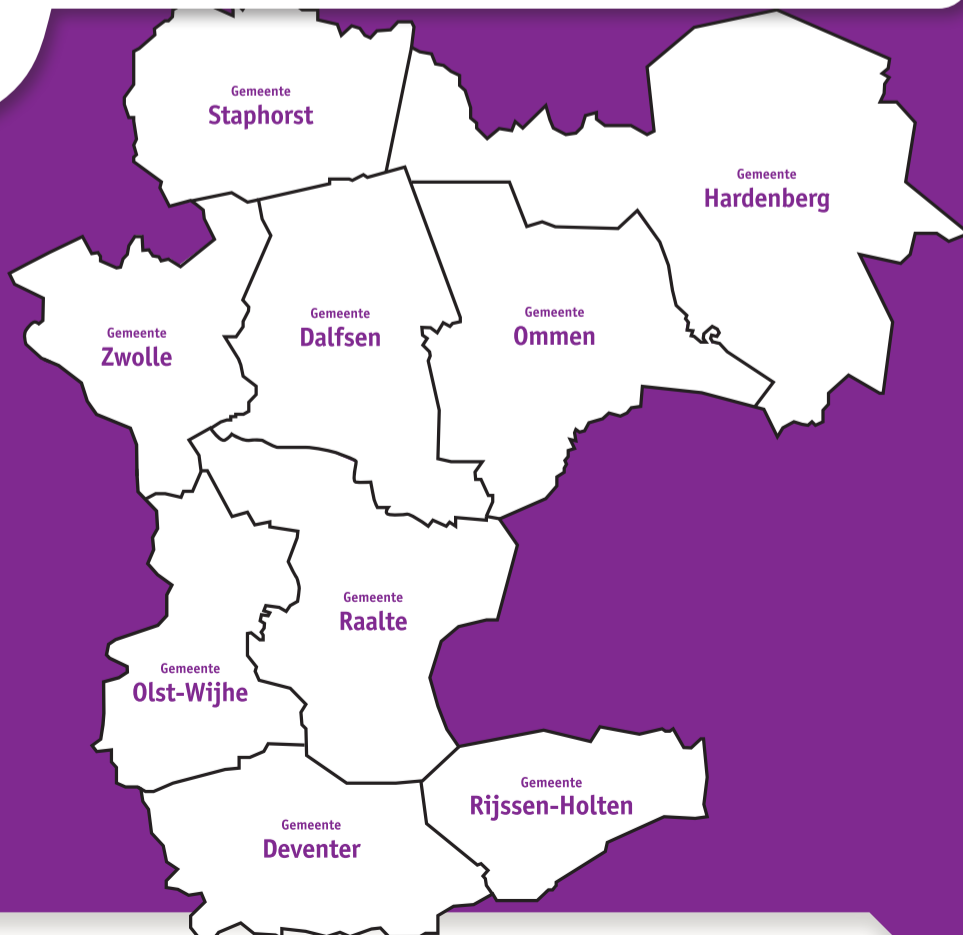 Gemeente
Staphorst
Gemeente
Hardenberg
Gemeente
Zwolle
Gemeente
Dalfsen
Gemeente
Ommen
Gemeente
Raalte
Gemeente
Olst-Wijhe
Gemeente
Rijssen-Holten
Gemeente
Deventer